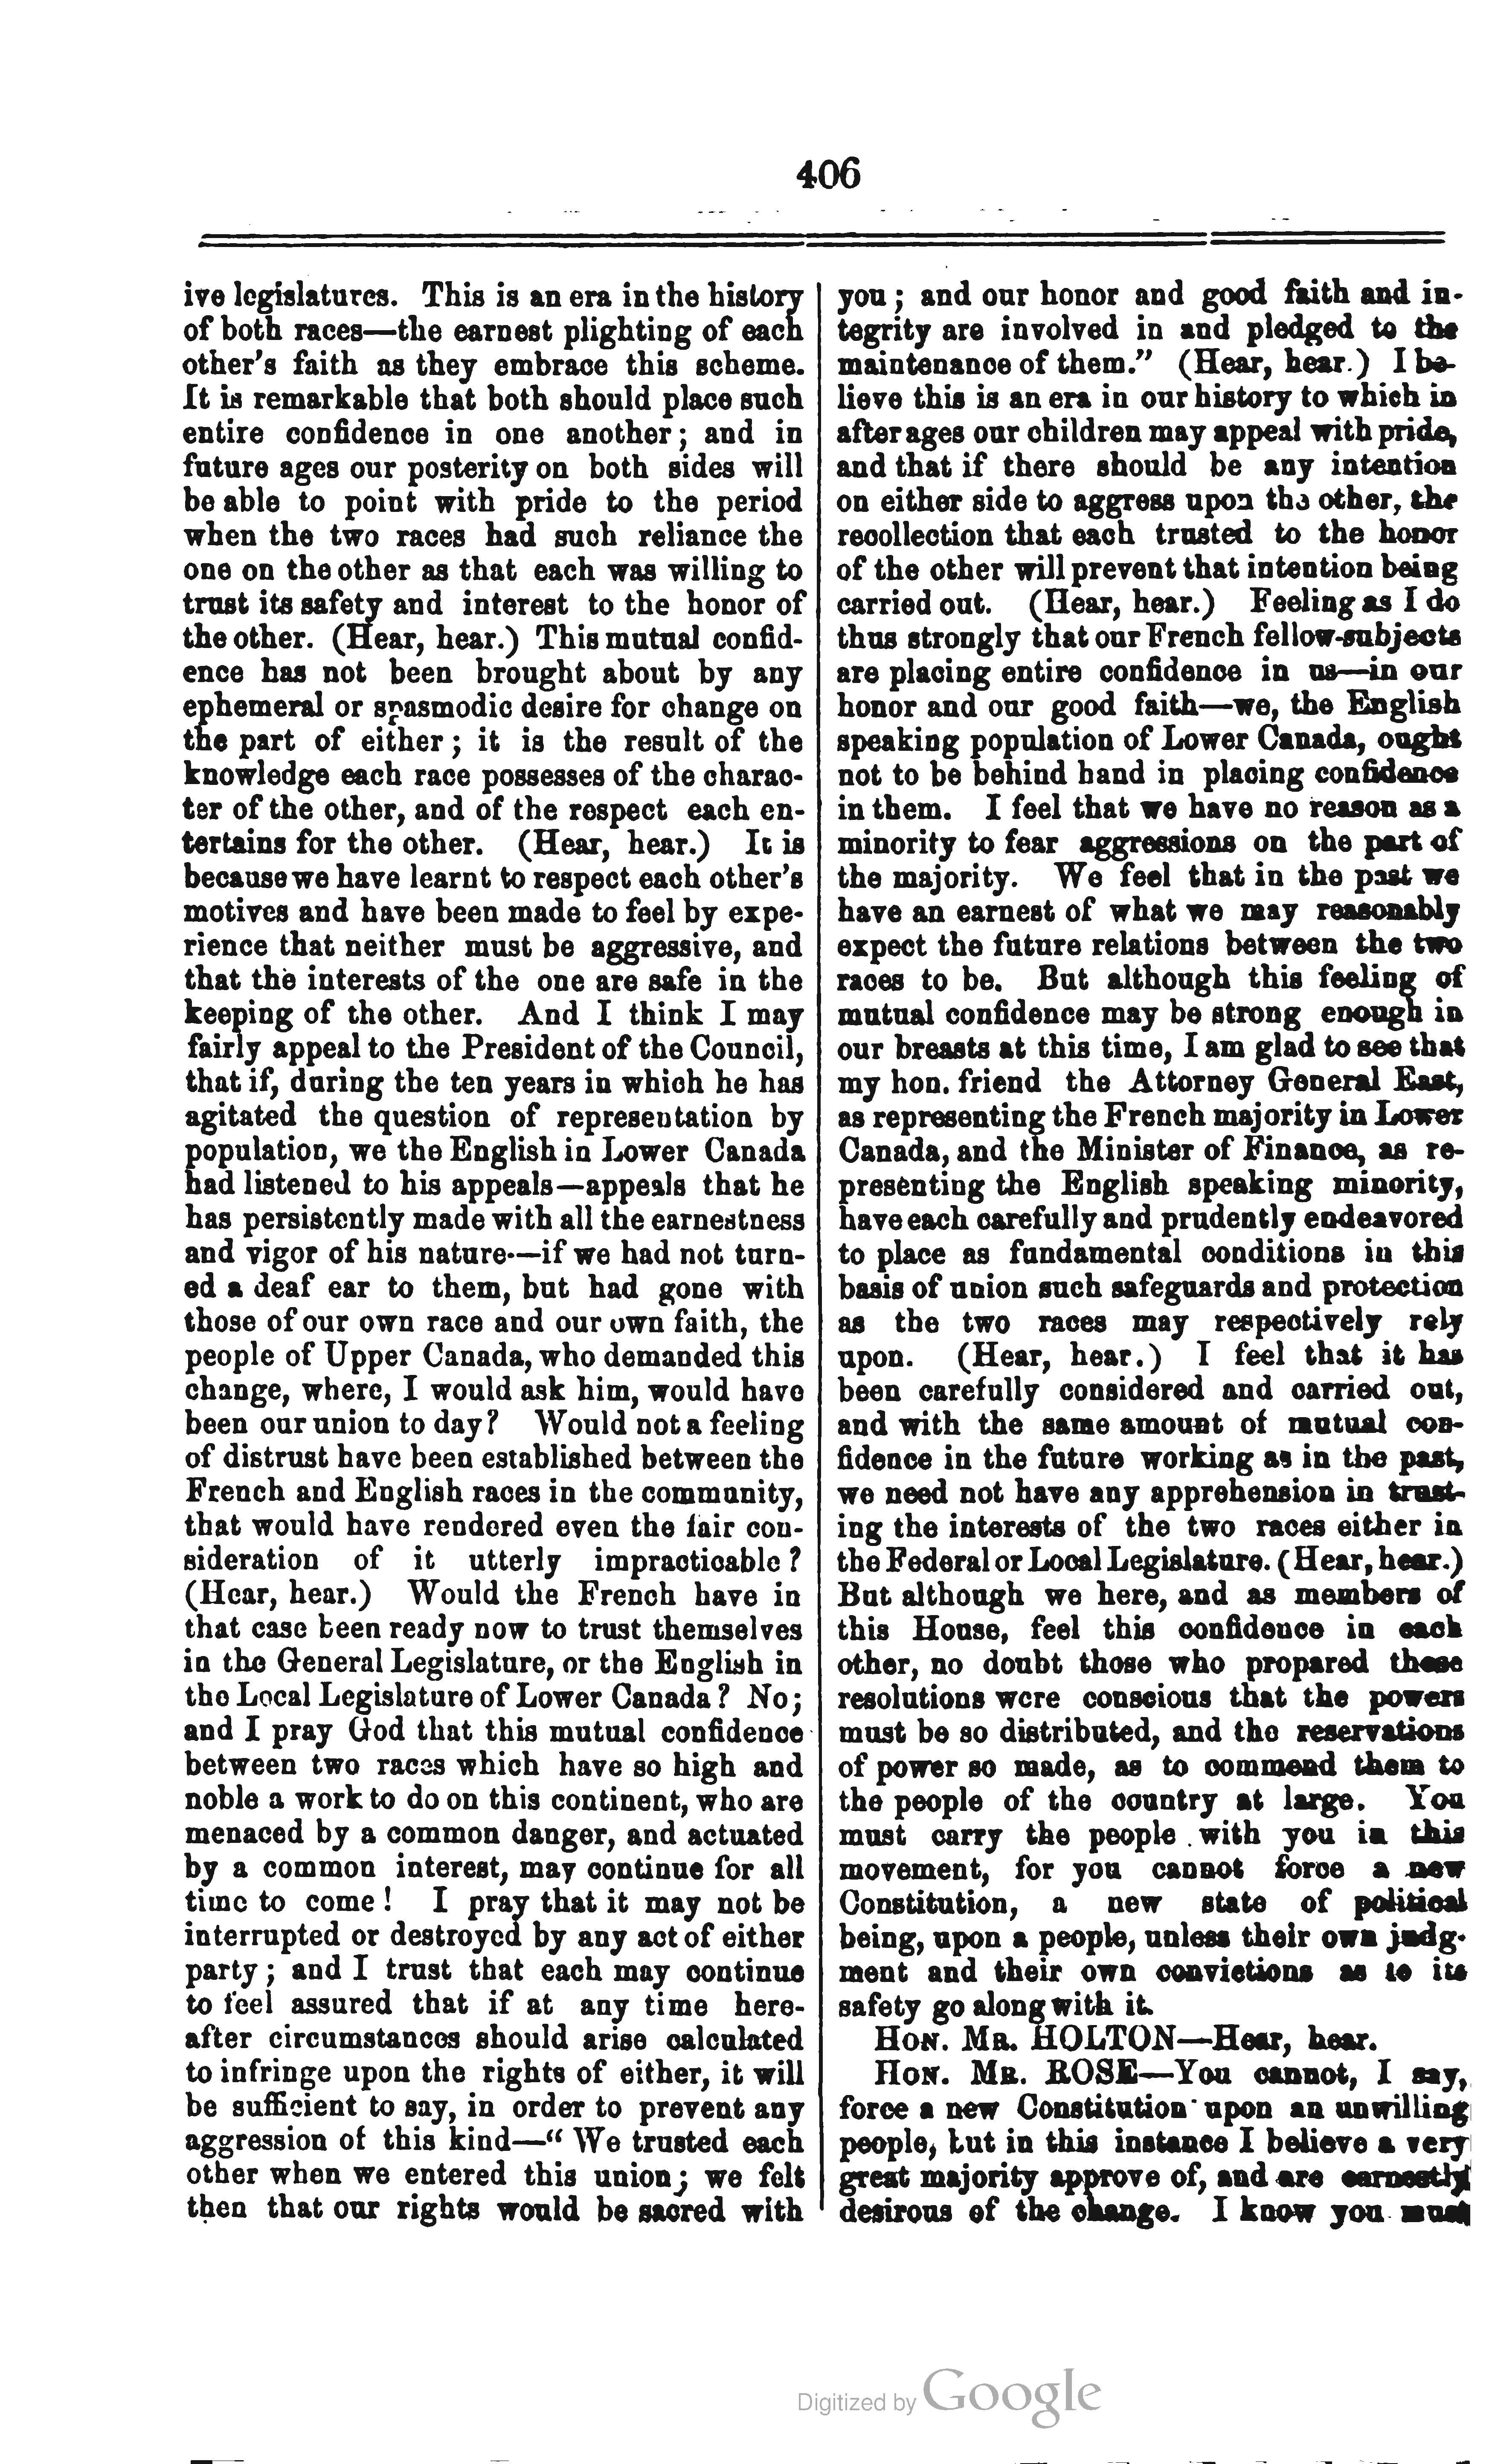 406
ive legislatures. This is an era in the history
of both races—the earnest plighting of each
other's faith as they embrace this scheme.
It is remarkable that both should place such
entire confidence in one another; and in
future ages our posterity on both sides will
be able to point with pride to the period
when the two races had such reliance the
one on the other as that each was willing to
trust its safety and interest to the honor of
the other. (Hear, hear.) This mutual confid-
ence has not been brought about by any
ephemeral or spasmodic desire for change on
the part of either; it is the result of the
knowledge each race possesses of the charac-
ter of the other, and of the respect each en-
tertains for the other. (Hear, hear.) It is
because we have learnt to respect each other's
motives and have been made to feel by expe-
rience that neither must be aggressive, and
that the interests of the one are safe in the
keeping of the other. And I think I may
fairly appeal to the President of the Council,
that if, during the ten years in which he has
agitated the question of representation by
population, we the English in Lower Canada
had listened to his appeals—appeals that he
has persistently made with all the earnestness
and vigor of his nature—if we had not turn-
ed a deaf ear to them, but had gone with
those of our own race and our own faith, the
people of Upper Canada, who demanded this
change, where, I would ask him, would have
been our union to day? Would not a feeling
of distrust have been established between the
French and English races in the community,
that would have rendered even the fair con-
sideration of it utterly impracticable?
(Hear, hear.) Would the French have in
that case been ready now to trust themselves
in the General Legislature, or the English in
the Local Legislature of Lower Canada? No;
and I pray God that this mutual confidence
between two races which have so high and
noble a work to do on this continent, who are
menaced by a common danger, and actuated
by a common interest, may continue for all
time to come! I pray that it may not be
interrupted or destroyed by any act of either
party; and I trust that each may continue
to feel assured that if at any time here-
after circumstances should arise calculated
to infringe upon the rights of either, it will
be sufficient to say, in order to prevent any
aggression of this kind—“ We trusted each
other when we entered this union; we felt
then that our rights would be sacred with
you; and our honor and good faith and in-
tegrity are involved in and pledged to the
maintenance of them.” (Hear, hear.) I be-
lieve this is an era in our history to which in
after ages our children may appeal with pride,
and that if there should be any intention
on either side to aggress upon the other, the
recollection that each trusted to the honor
of the other will prevent that intention being
carried out. (Hear, hear.) Feeling as I do
thus strongly that our French fellow-subjects
are placing entire confidence in us—in our
honor and our good faith—we, the English
speaking population of Lower Canada, ought
not to be behind hand in placing confidence
in them. I feel that we have no reason as a
minority to fear aggressions on the part of
the majority. We feel that in the past we
have an earnest of what we may reasonably
expect the future relations between the two
races to be. But although this feeling of
mutual confidence may be strong enough in
our breasts at this time, I am glad to see that
my hon. friend the Attorney General East,
as representing the French majority in Lower
Canada, and the Minister of Finance, as re-
presenting the English speaking minority,
have each carefully and prudently endeavored
to place as fundamental conditions in this
basis of union such safeguards and protection
as the two races may respectively rely
upon. (Hear, hear.) I feel that it has
been carefully considered and carried out,
and with the same amount of mutual con-
fidence in the future working as in the past,
we need not have any apprehension in trust-
ing the interests of the two races either in
the Federal or Local Legislature. (Hear, hear.)
But although we here, and as members of
this House, feel this confidence in each
other, no doubt those who propared these
resolutions were conscious that the powers
must be so distributed, and the reservations
of power so made, as to commend them to
the people of the country at large. You
must carry the people with you in this
movement, for you cannot force a new
Constitution, a new state of political
being, upon a people, unless their own judg-
ment and their own convictions as to its
safety go along with it.
HON. MR. HOLTON—Hear, hear.
HON. MR. ROSE—You cannot, I say,
force a new Constitution upon an unwilling
people, but in this instance I believe a very
great majority approve of, and are earnestly
desirous of the change. I know you must
Digitized by Google